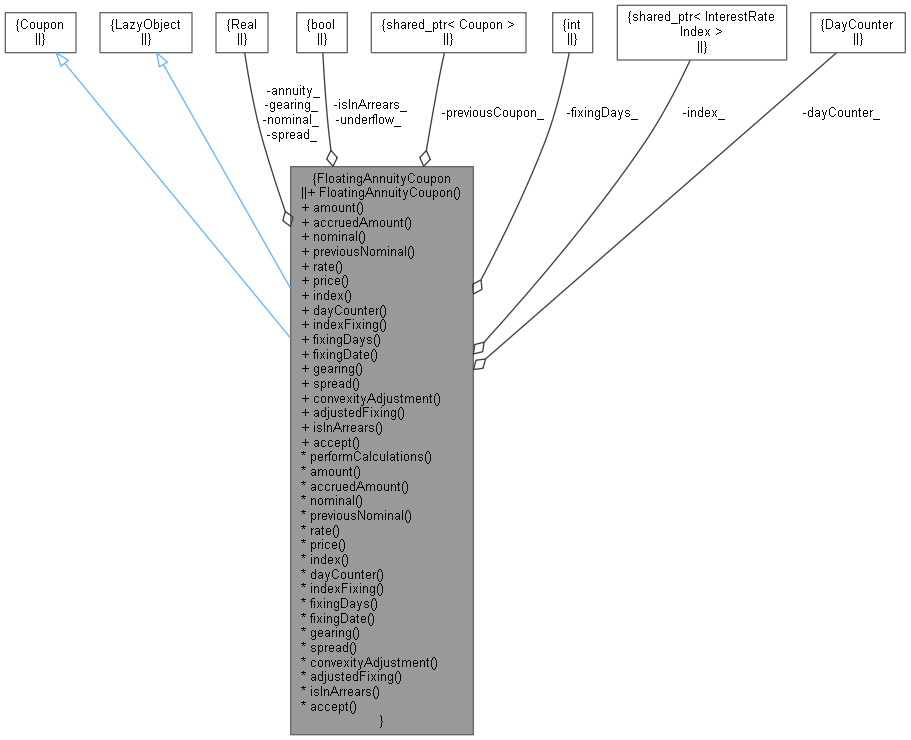 {Coupon
||}
{LazyObject
||}
{Real
||}
{bool
||}
{shared_ptr< Coupon >
||}
{int
||}
{shared_ptr< InterestRate
Index >
||}
{DayCounter
||}
-annuity_
-gearing_
-nominal_
-spread_
-isInArrears_
-underflow_
-previousCoupon_
-fixingDays_
-index_
-dayCounter_
{FloatingAnnuityCoupon
||+ FloatingAnnuityCoupon()
+ amount()
+ accruedAmount()
+ nominal()
+ previousNominal()
+ rate()
+ price()
+ index()
+ dayCounter()
+ indexFixing()
+ fixingDays()
+ fixingDate()
+ gearing()
+ spread()
+ convexityAdjustment()
+ adjustedFixing()
+ isInArrears()
+ accept()
* performCalculations()
* amount()
* accruedAmount()
* nominal()
* previousNominal()
* rate()
* price()
* index()
* dayCounter()
* indexFixing()
* fixingDays()
* fixingDate()
* gearing()
* spread()
* convexityAdjustment()
* adjustedFixing()
* isInArrears()
* accept()
}